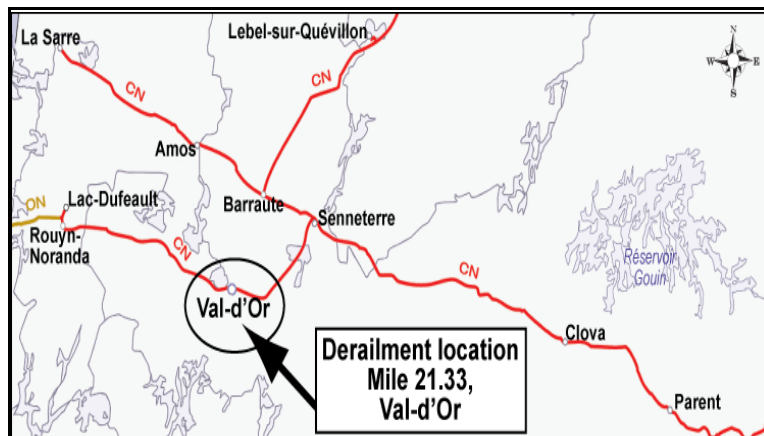 La Sarre
Lebel-sur-Quévillon
N
W E
S
CN
CN
Amos
Lac-Dufeault
ON
Barraute
Senneterre
Rouyn-
Noranda
CN
CN
Réservoir
Gouin
Val-d'Or
Clova
Derailment location
Mile 21.33,
Val-d'Or
Parent